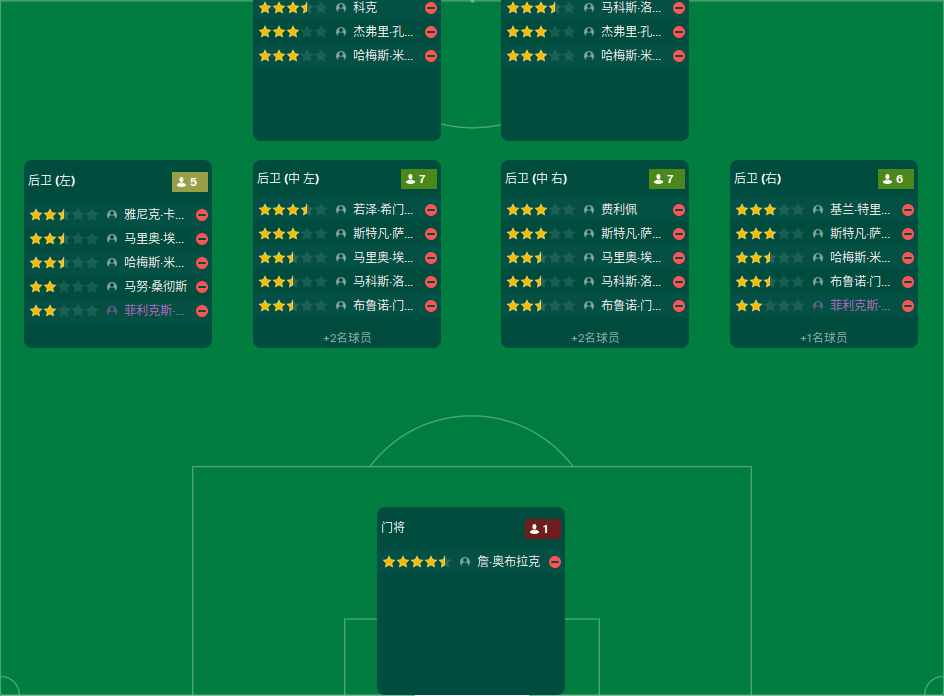 科克
杰弗里·孔...
哈梅斯·米...
马科斯·洛...
杰弗里·孔...
哈梅斯·米...
后卫 (左)
5
雅尼克·卡...
马里奥·埃...
哈梅斯·米...
马努·桑彻斯
菲利克斯·...
后卫 (中 左)
7
若泽·希门...
斯特凡·萨...
马里奥·埃...
马科斯·洛...
布鲁诺·门...
+2名球员
后卫 (中 右)
7
费利佩
斯特凡·萨...
马里奥·埃...
马科斯·洛...
布鲁诺·门...
+2名球员
后卫 (右)
6
基兰·特里...
斯特凡·萨...
哈梅斯·米...
布鲁诺·门...
菲利克斯·...
+1名球员
门将
1
詹·奥布拉克